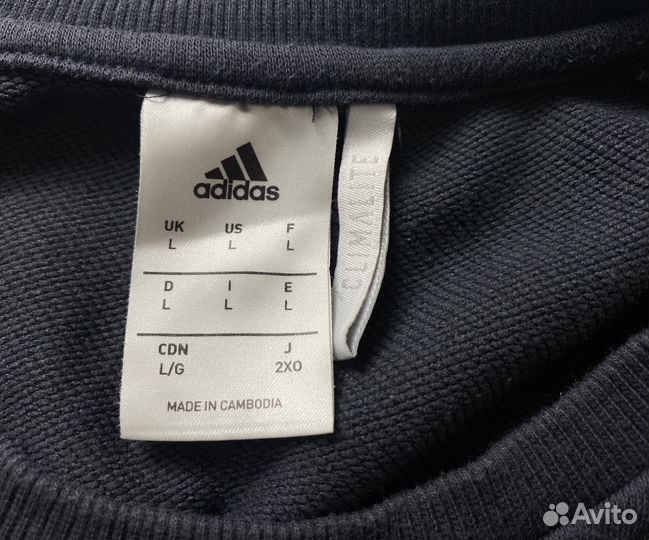 adidas
UK US F
L L L
D I E
L L L
CDN J
L/G 2XO
MADE IN CAMBODIA
CLIMALITE
Avito